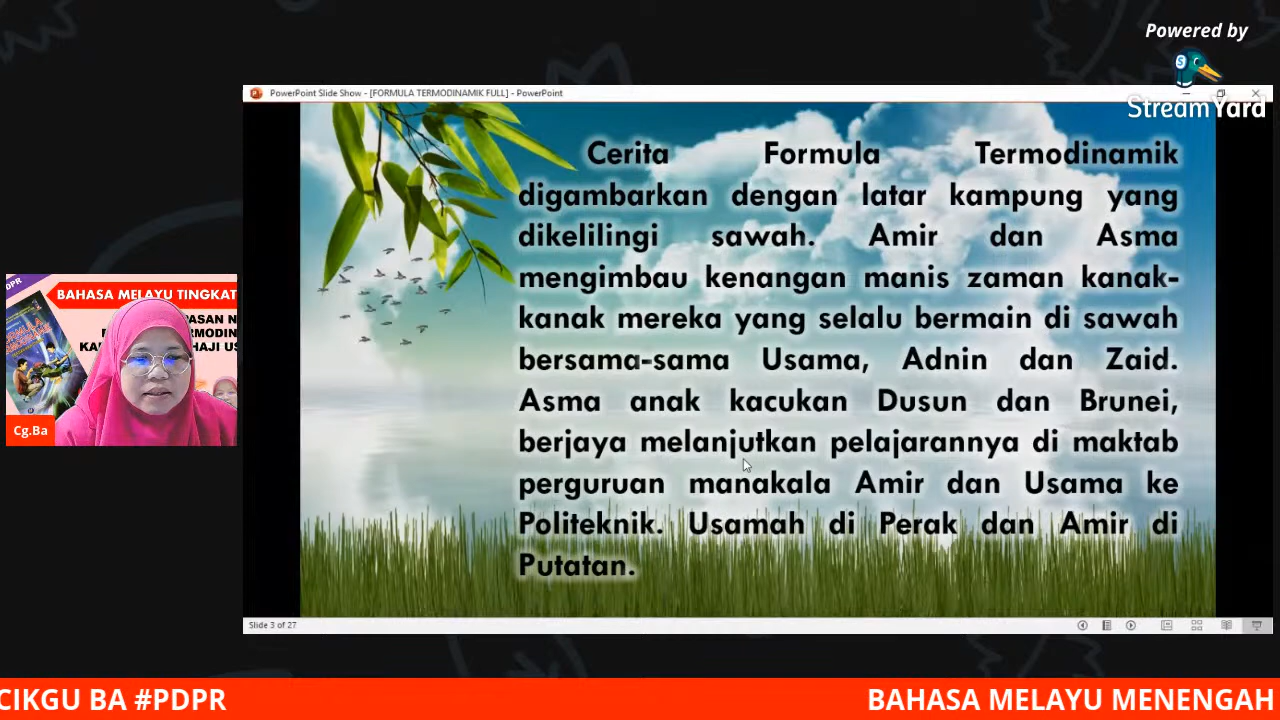 Powered by
StreamYard
PowerPoint Slide Show - [FORMULA TERMODINAMIK FULL] - PowerPoint
Cerita Formula Termodinamik
digambarkan dengan latar kampung yang
dikelilingi sawah. Amir dan Asma
mengimbau kenangan manis zaman kanak-
kanak mereka yang selalu bermain di sawah
bersama-sama Usama, Adnin dan Zaid.
Asma anak kacukan Dusun dan Brunei,
berjaya melanjutkan pelajarannya di maktab
perguruan manakala Amir dan Usama ke
Politeknik. Usamah di Perak dan Amir di
Putatan.
Slide 3 of 27
BAHASA MELAYU TINGKAT
Cg.Ba
CIKGU BA #PDPR
BAHASA MELAYU MENENGAH